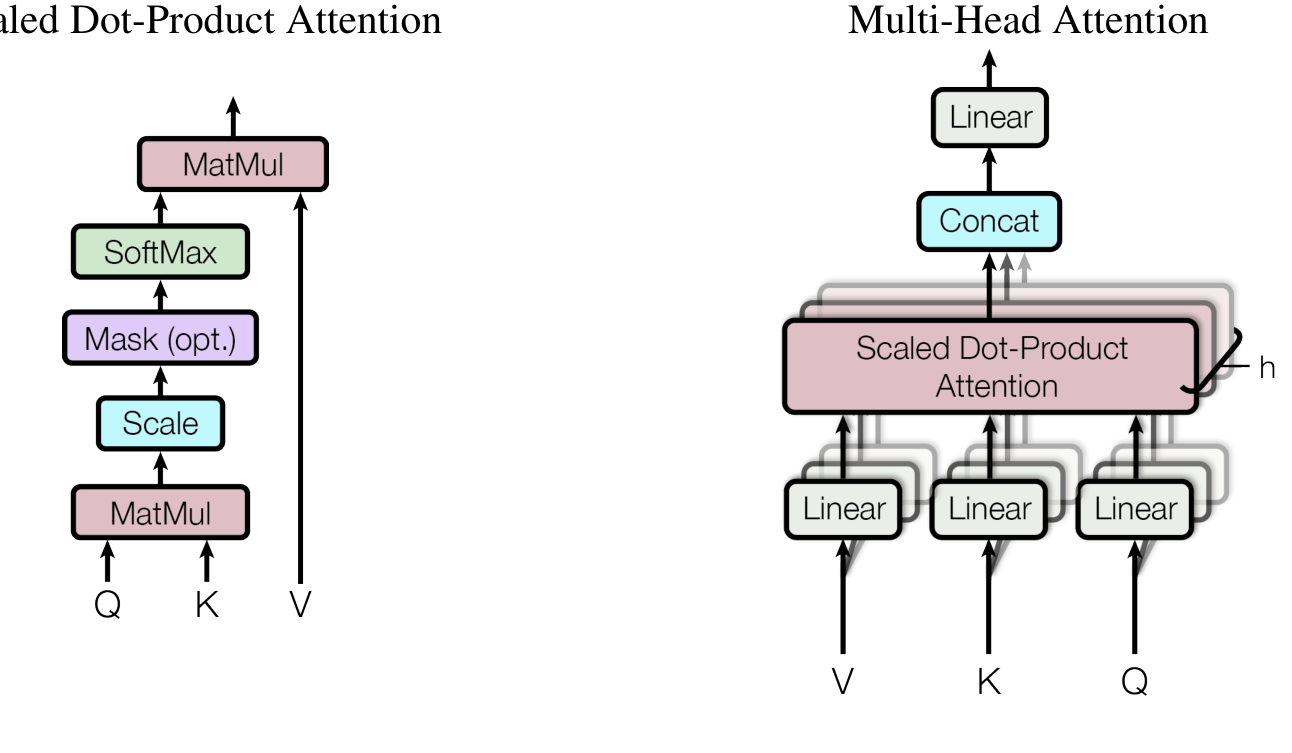 aled Dot-Product Attention
MatMul
SoftMax
Mask (opt.)
Scale
MatMul
Q K V
Multi-Head Attention
Linear
Concat
Scaled Dot-Product
Attention
h
Linear Linear Linear
V K Q